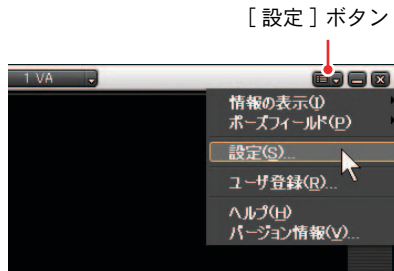 ［設定］ボタン
1 VA
情報の表示(I)
ポーズフィールド(P)
設定(S)...
ユーザ登録(R)...
ヘルプ(H)
バージョン情報(V)...